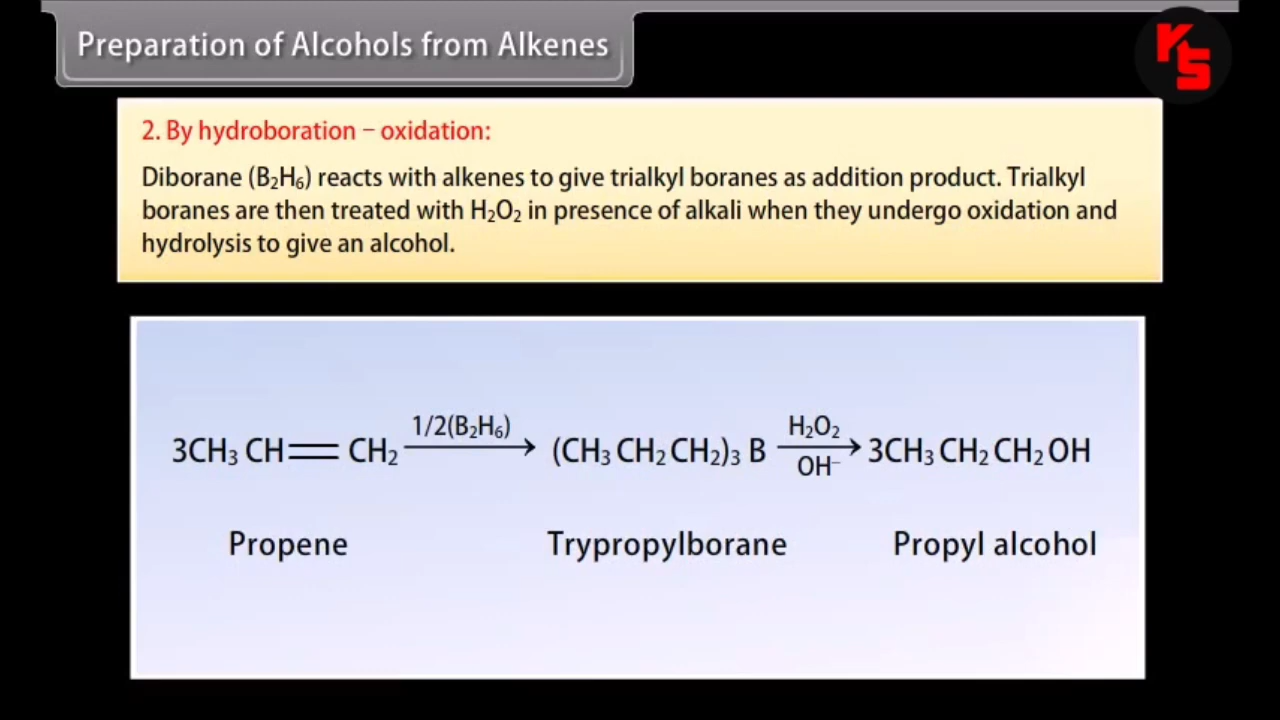 Preparation of Alcohols from Alkenes
KS
2. By hydroboration – oxidation:
Diborane (B₂H₆) reacts with alkenes to give trialkyl boranes as addition product. Trialkyl
boranes are then treated with H₂O₂ in presence of alkali when they undergo oxidation and
hydrolysis to give an alcohol.
1/2(B₂H₆) H₂O₂
3CH₃ CH═CH₂ → (CH₃ CH₂ CH₂)₃ B → 3CH₃ CH₂ CH₂ OH
OH⁻
Propene Trypropylborane Propyl alcohol